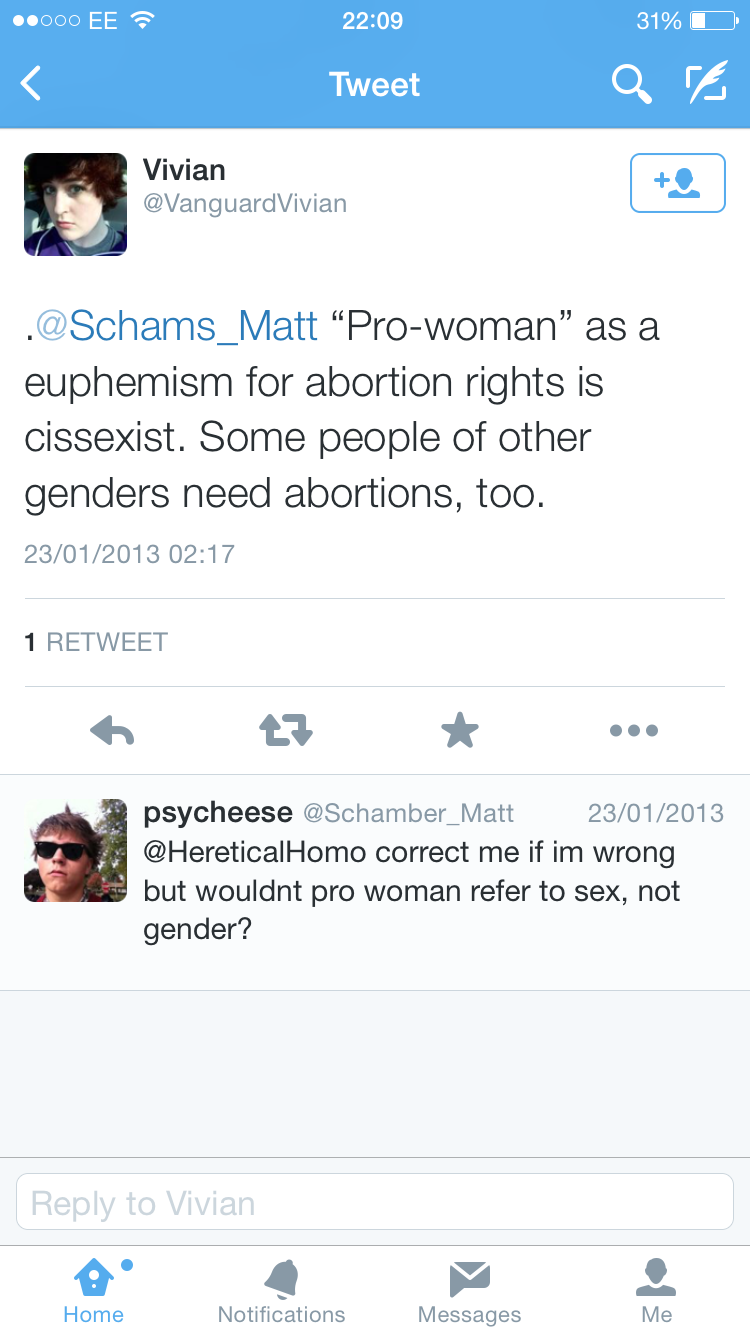 EE 22:09 31%
Tweet
Vivian
@VanguardVivian
.@Schams_Matt “Pro-woman” as a
euphemism for abortion rights is
cissexist. Some people of other
genders need abortions, too.
23/01/2013 02:17
1 RETWEET
psycheese @Schamber_Matt 23/01/2013
@HereticalHomo correct me if im wrong
but wouldnt pro woman refer to sex, not
gender?
Reply to Vivian
Home Notifications Messages Me